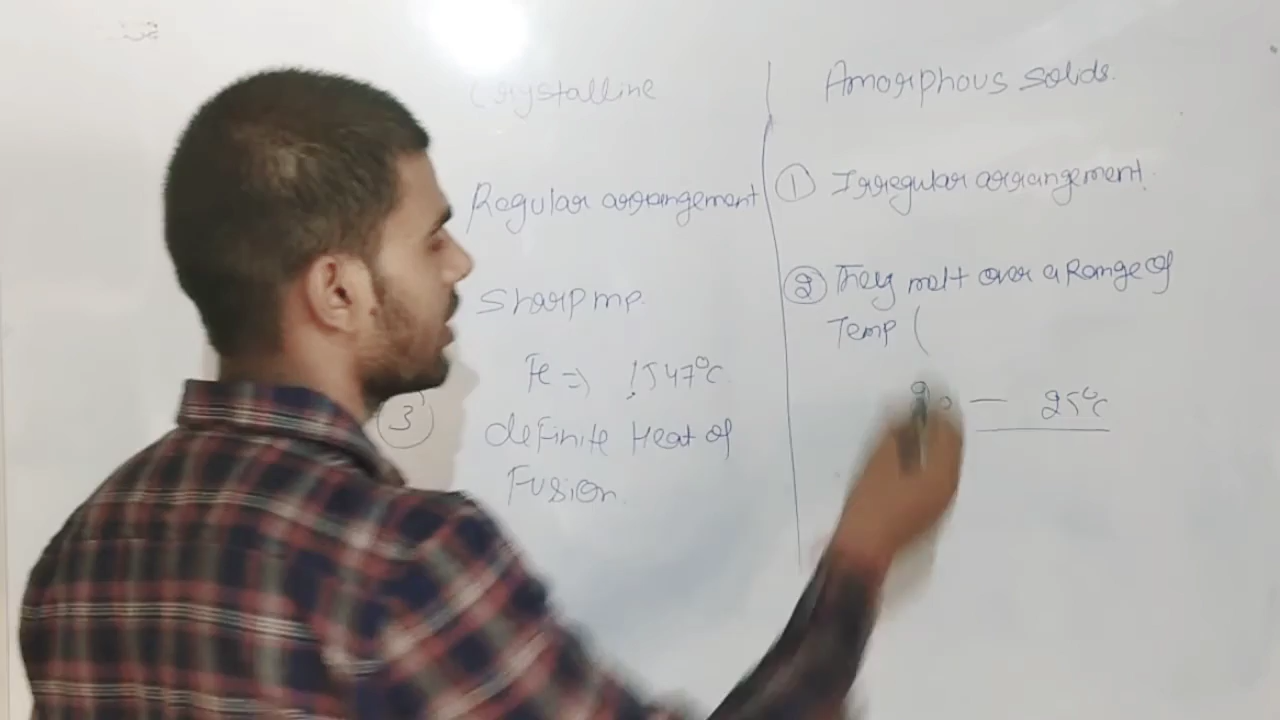 Crystalline
Regular arrangement
Sharp mp.
Fe => 1547°C
3
definite Heat of
Fusion
Amorphous solids.
① Irregular arrangement.
② They melt over a Range of
Temp (
— 25°C